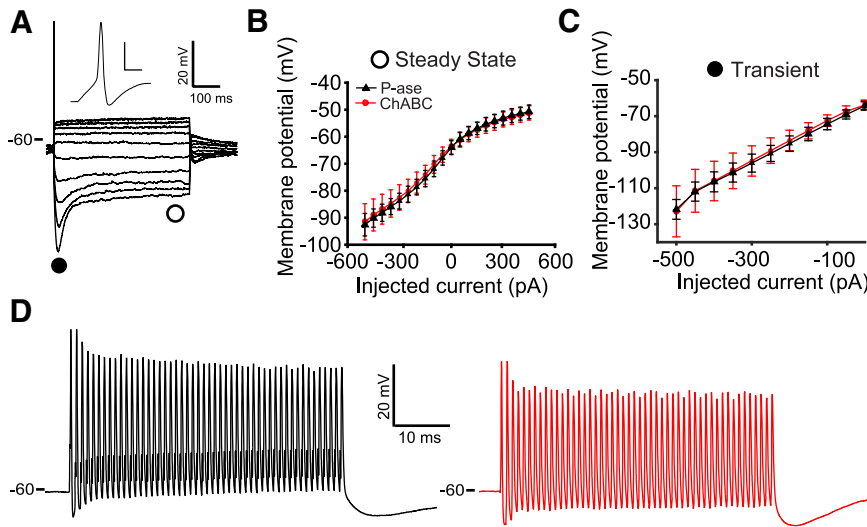 A
-60
20 mV
100 ms
B
Steady State
P-ase
ChABC
Membrane potential (mV)
-40
-50
-60
-70
-80
-90
-100
-600
-300
0
300
600
Injected current (pA)
C
Transient
Membrane potential (mV)
-50
-70
-90
-110
-130
-500
-300
-100
Injected current (pA)
D
-60
20 mV
10 ms
-60